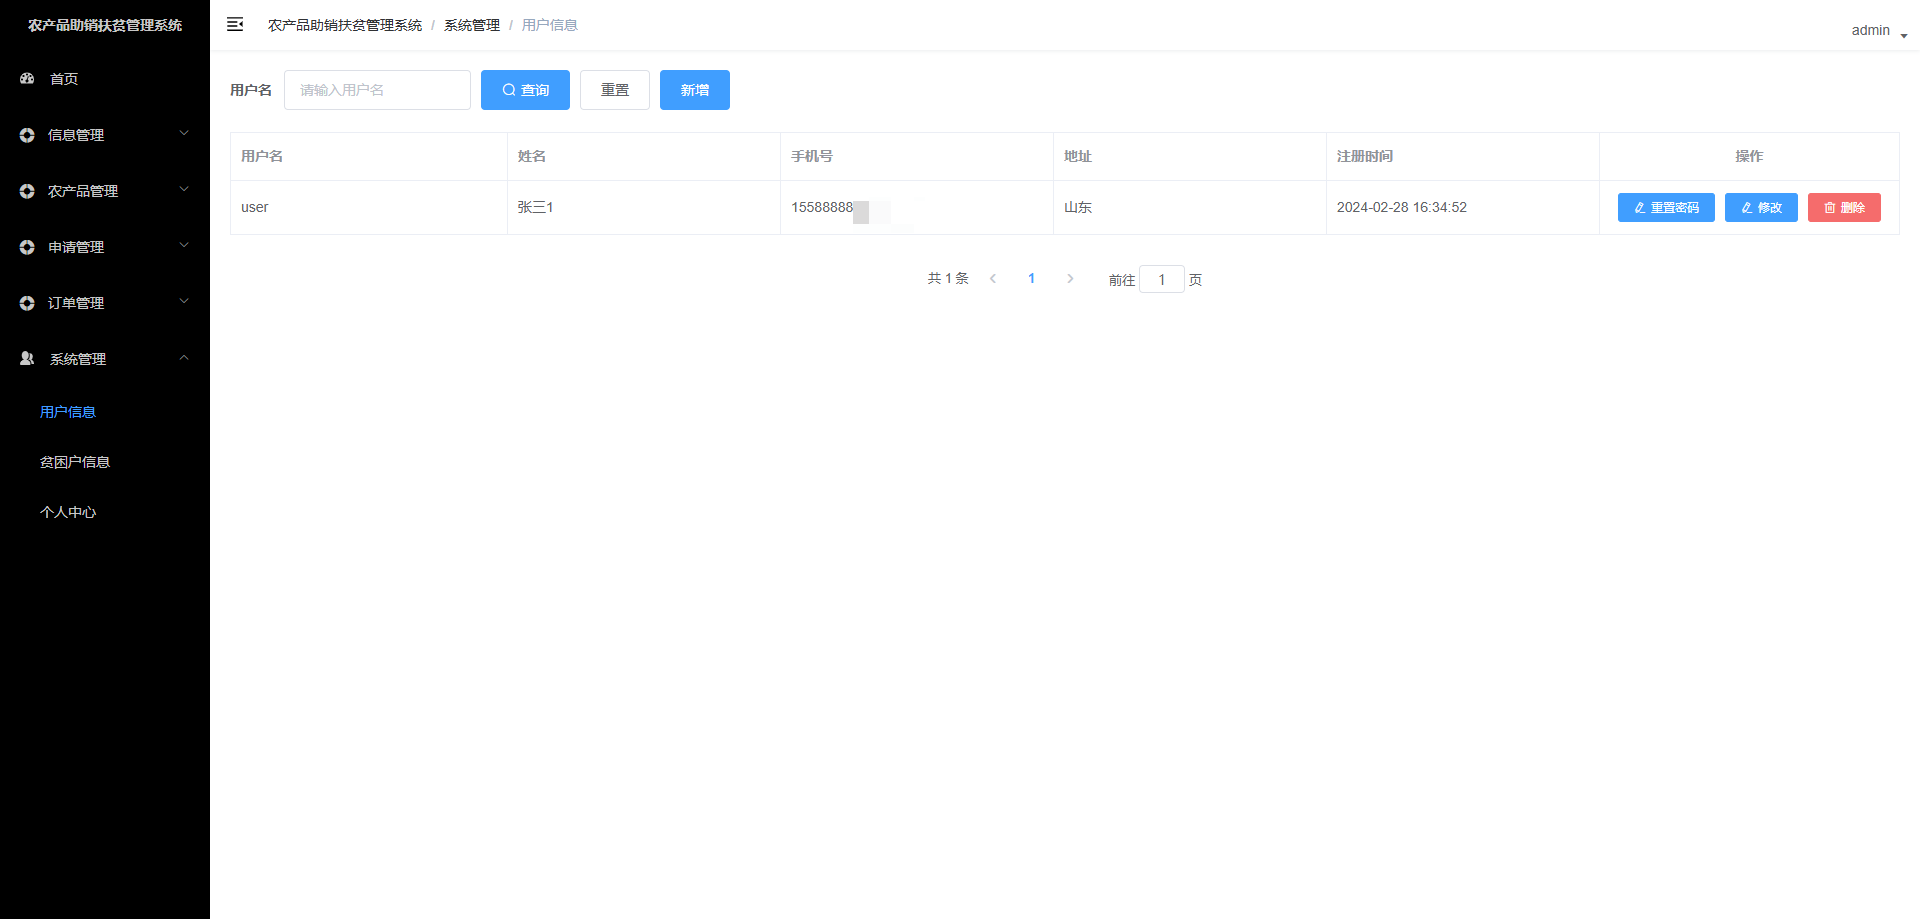 农产品助销扶贫管理系统
首页
信息管理
农产品管理
申请管理
订单管理
系统管理
用户信息
贫困户信息
个人中心
农产品助销扶贫管理系统 / 系统管理 / 用户信息
admin
用户名 请输入用户名 查询 重置 新增
用户名 姓名 手机号 地址 注册时间 操作
user 张三1 15588888 山东 2024-02-28 16:34:52 重置密码 修改 删除
共 1 条 1 前往 1 页